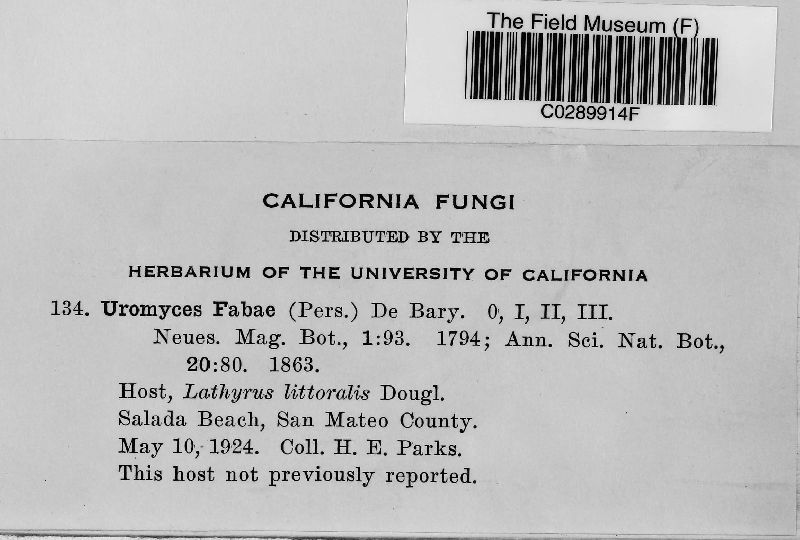 The Field Museum (F)
C0289914F
CALIFORNIA FUNGI
DISTRIBUTED BY THE
HERBARIUM OF THE UNIVERSITY OF CALIFORNIA
134. Uromyces Fabae (Pers.) De Bary. 0, I, II, III.
Neues. Mag. Bot., 1:93. 1794; Ann. Sci. Nat. Bot.,
20:80. 1863.
Host, Lathyrus littoralis Dougl.
Salada Beach, San Mateo County.
May 10, 1924. Coll. H. E. Parks.
This host not previously reported.